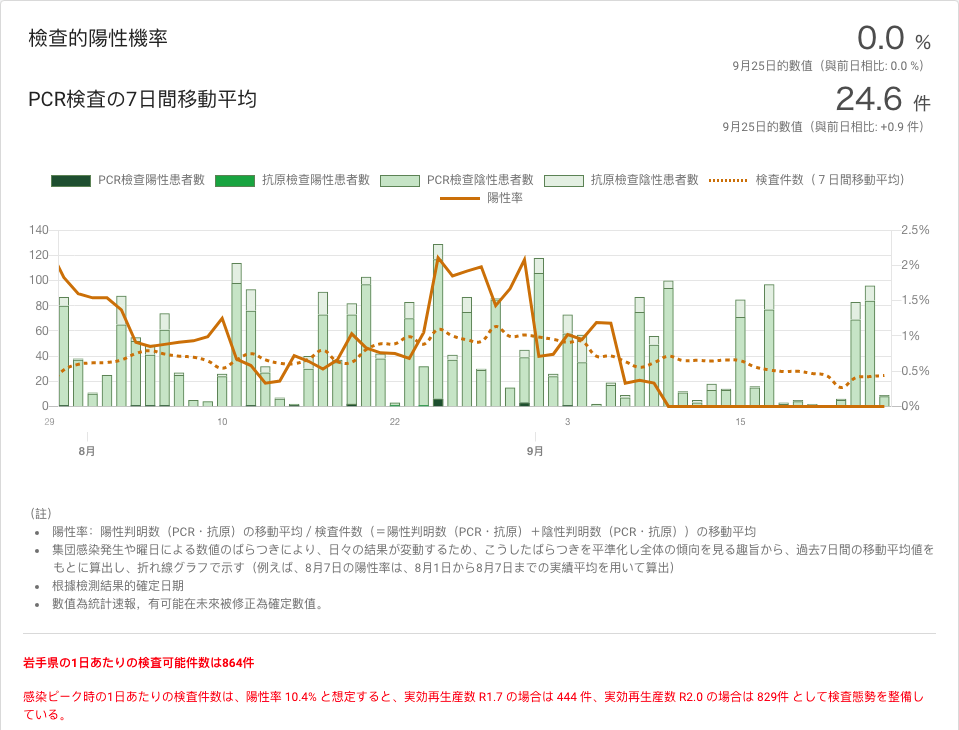 檢查的陽性機率
0.0 %
9月25日的數值（與前日相比: 0.0 %）
PCR検査の7日間移動平均
24.6 件
9月25日的數值（與前日相比: +0.9 件）
PCR檢查陽性患者數 抗原檢查陽性患者數 PCR檢查陰性患者數 抗原檢查陰性患者數 検査件数（７日間移動平均）
陽性率
140 2.5%
120 2%
100
80 1.5%
60 1%
40 0.5%
20
0 0%
29 10 22 3 15
8月 9月
（註）
陽性率：陽性判明数（PCR・抗原）の移動平均 / 検査件数（＝陽性判明数（PCR・抗原）＋陰性判明数（PCR・抗原））の移動平均
集団感染発生や曜日による数値のばらつきにより、日々の結果が変動するため、こうしたばらつきを平準化し全体の傾向を見る趣旨から、過去7日間の移動平均値を
もとに算出し、折れ線グラフで示す（例えば、8月7日の陽性率は、8月1日から8月7日までの実績平均を用いて算出）
根據檢測結果的確定日期
數值為統計速報，有可能在未來被修正為確定數值。
岩手県の1日あたりの検査可能件数は864件
感染ピーク時の1日あたりの検査件数は、陽性率 10.4% と想定すると、実効再生産数 R1.7 の場合は 444 件、実効再生産数 R2.0 の場合は 829件 として検査態勢を整備し
ている。